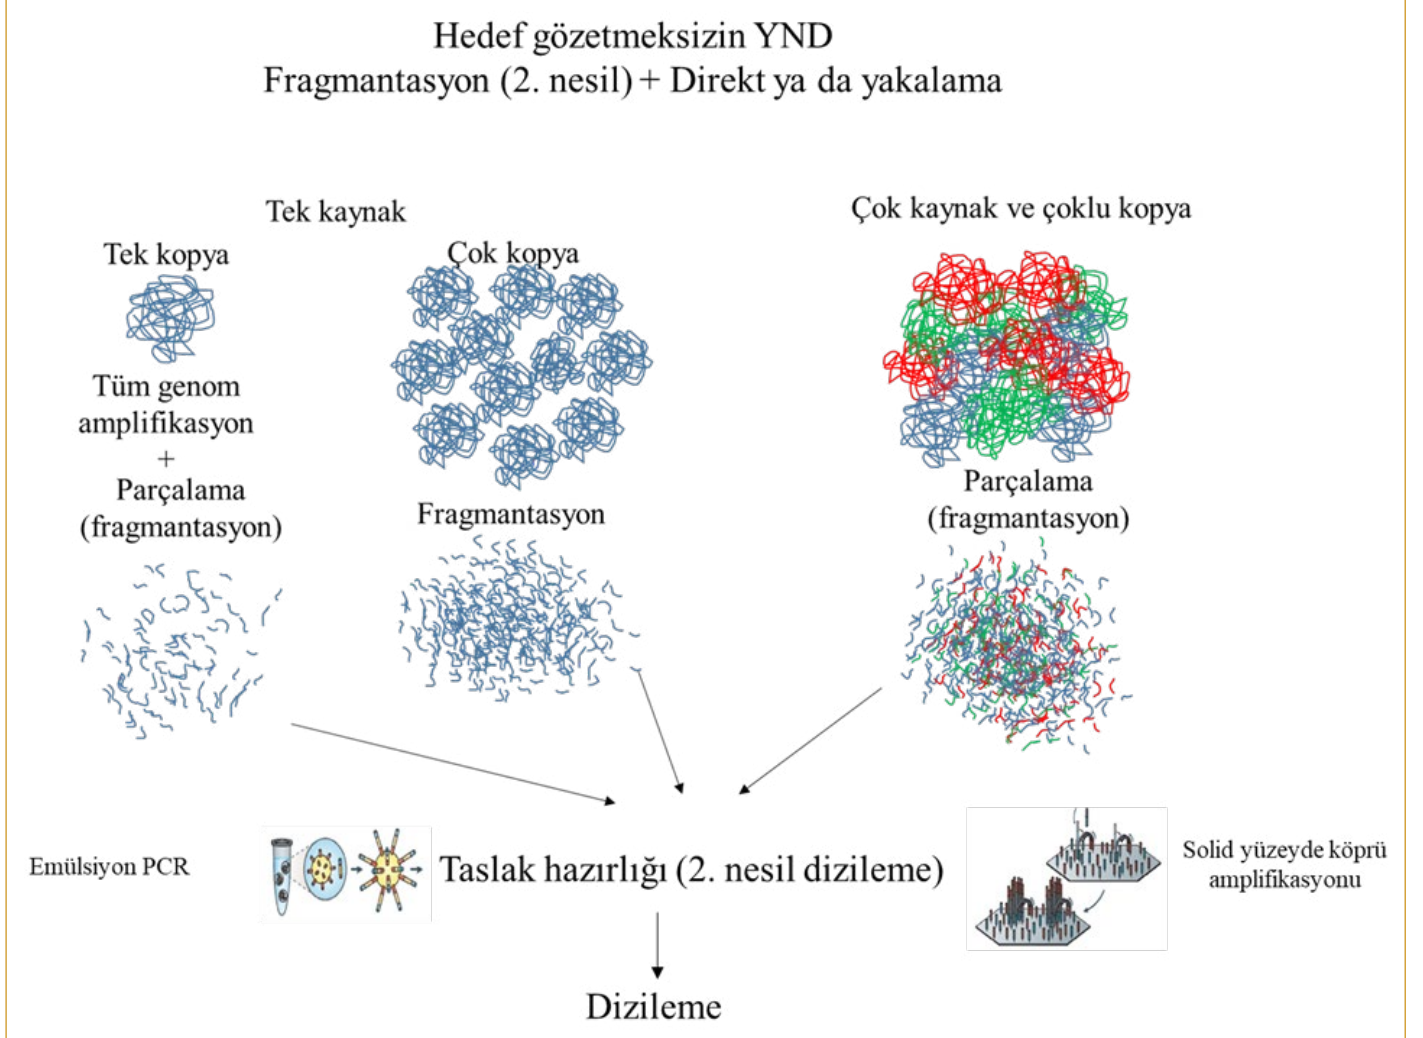 Hedef gözetmeksizin YND
Fragmantasyon (2. nesil) + Direkt ya da yakalama
Tek kaynak
Çok kaynak ve çoklu kopya
Tek kopya
Çok kopya
Tüm genom
amplifikasyon
+
Parçalama
(fragmantasyon)
Fragmantasyon
Parçalama
(fragmantasyon)
Emülsiyon PCR
Taslak hazırlığı (2. nesil dizileme)
Solid yüzeyde köprü
amplifikasyonu
Dizileme